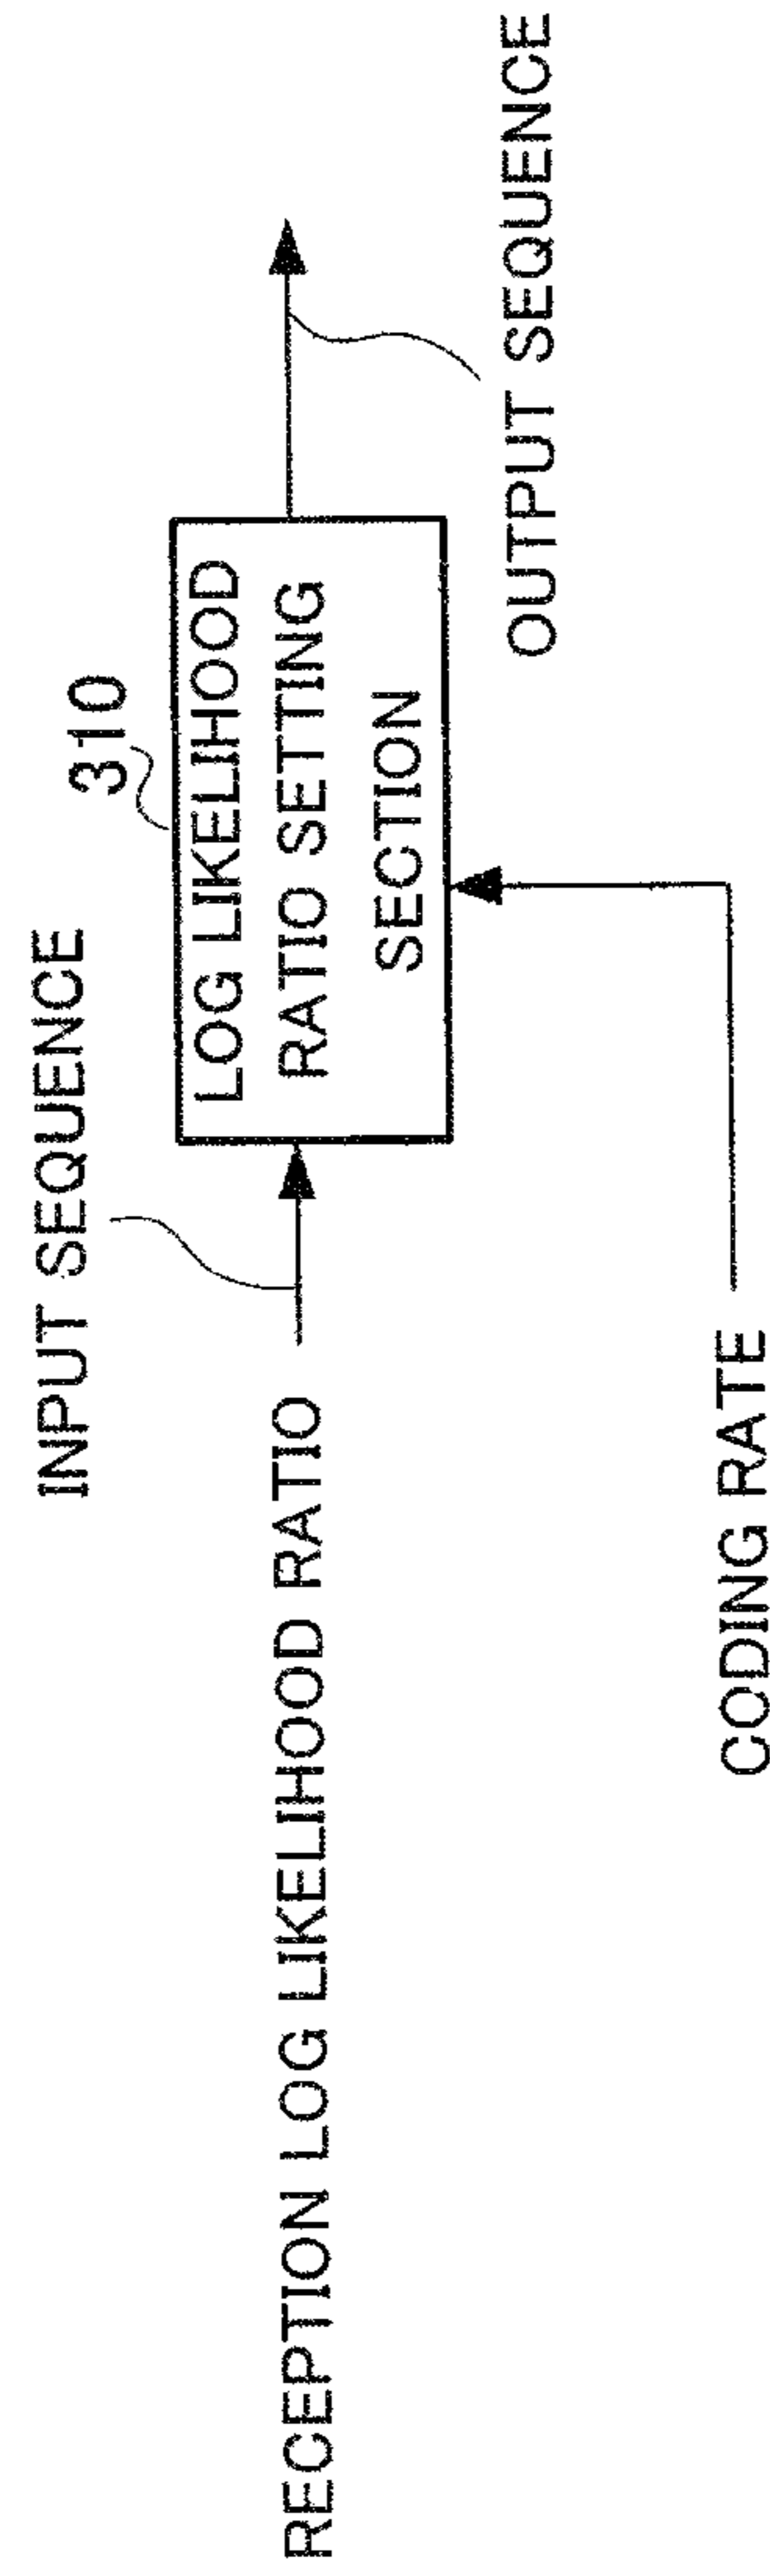 INPUT SEQUENCE
310
RECEPTION LOG LIKELIHOOD RATIO
LOG LIKELIHOOD
RATIO SETTING
SECTION
OUTPUT SEQUENCE
CODING RATE